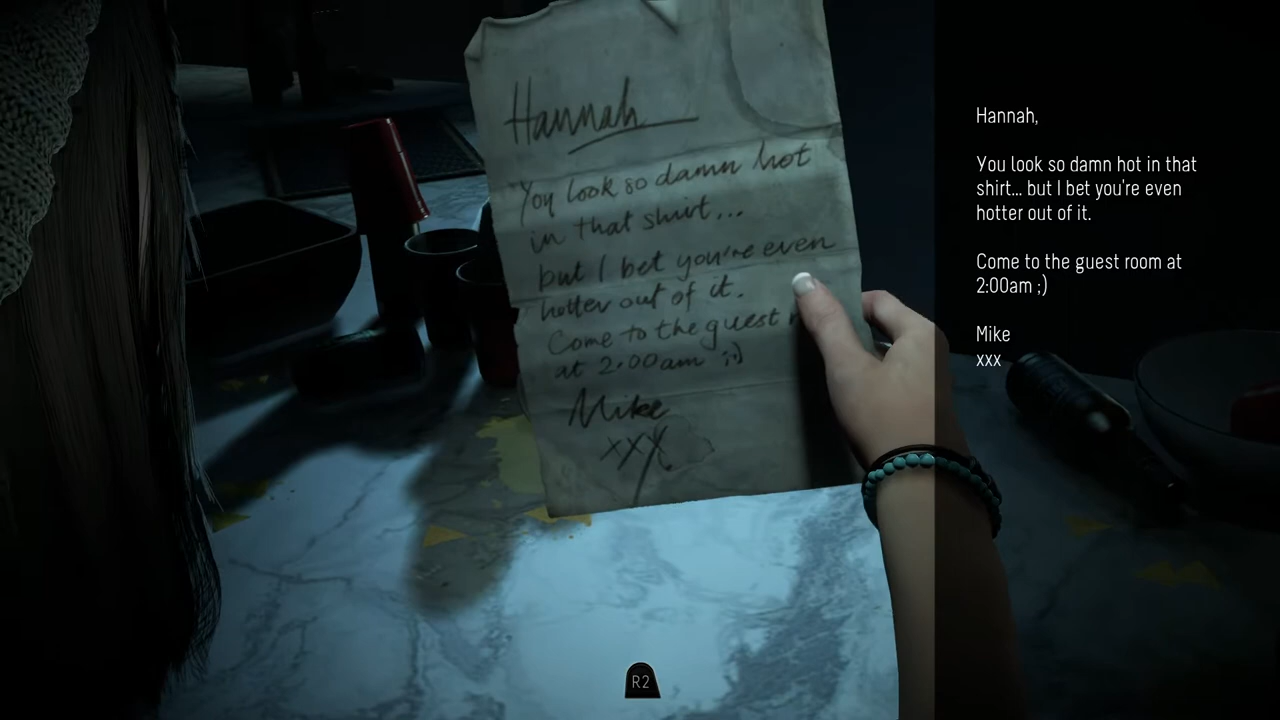 Hannah
You look so damn hot
in that shirt...
but I bet you're even
hotter out of it.
Come to the guest
at 2:00am ;)
Mike
xxx
Hannah,
You look so damn hot in that
shirt... but I bet you're even
hotter out of it.
Come to the guest room at
2:00am ;)
Mike
xxx
R2